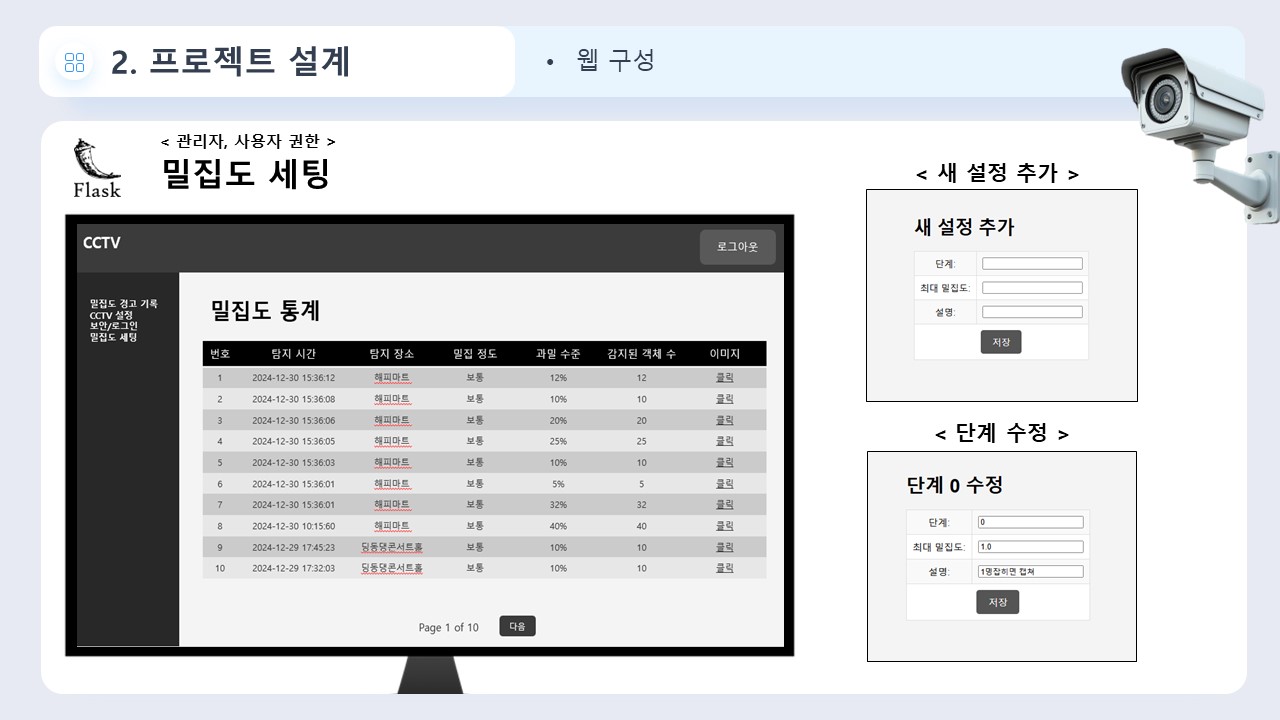 2. 프로젝트 설계
• 웹 구성
Flask
< 관리자, 사용자 권한 >
밀집도 세팅
CCTV
로그아웃
밀집도 경고 기록
CCTV 설정
보안/로그인
밀집도 세팅
밀집도 통계
번호 탐지 시간 탐지 장소 밀집 정도 과밀 수준 감지된 객체 수 이미지
1 2024-12-30 15:36:12 해피마트 보통 12% 12 클릭
2 2024-12-30 15:36:08 해피마트 보통 10% 10 클릭
3 2024-12-30 15:36:06 해피마트 보통 20% 20 클릭
4 2024-12-30 15:36:05 해피마트 보통 25% 25 클릭
5 2024-12-30 15:36:03 해피마트 보통 10% 10 클릭
6 2024-12-30 15:36:01 해피마트 보통 5% 5 클릭
7 2024-12-30 15:36:01 해피마트 보통 32% 32 클릭
8 2024-12-30 10:15:60 해피마트 보통 40% 40 클릭
9 2024-12-29 17:45:23 딩동댕콘서트홀 보통 10% 10 클릭
10 2024-12-29 17:32:03 딩동댕콘서트홀 보통 10% 10 클릭
Page 1 of 10 다음
< 새 설정 추가 >
새 설정 추가
단계:
최대 밀집도:
설명:
저장
< 단계 수정 >
단계 0 수정
단계: 0
최대 밀집도: 1.0
설명: 1명잡히면 캡쳐
저장